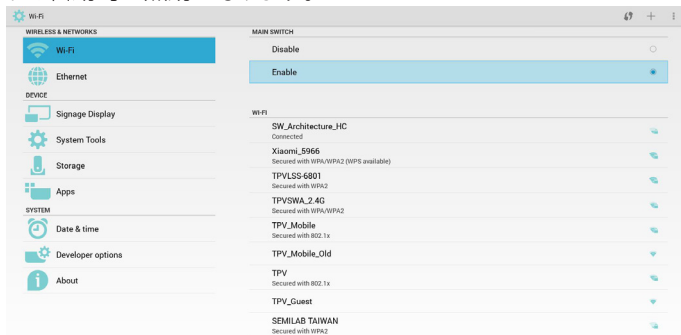 Wi-Fi
WIRELESS & NETWORKS
Wi-Fi
Ethernet
DEVICE
Signage Display
System Tools
Storage
Apps
SYSTEM
Date & time
Developer options
About
MAIN SWITCH
Disable
Enable
WI-FI
SW_Architecture_HC
Connected
Xiaomi_5966
Secured with WPA/WPA2 (WPS available)
TPVLSS-6801
Secured with WPA2
TPVSWA_2.4G
Secured with WPA/WPA2
TPV_Mobile
Secured with 802.1x
TPV_Mobile_Old
TPV
Secured with 802.1x
TPV_Guest
SEMILAB TAIWAN
Secured with WPA2